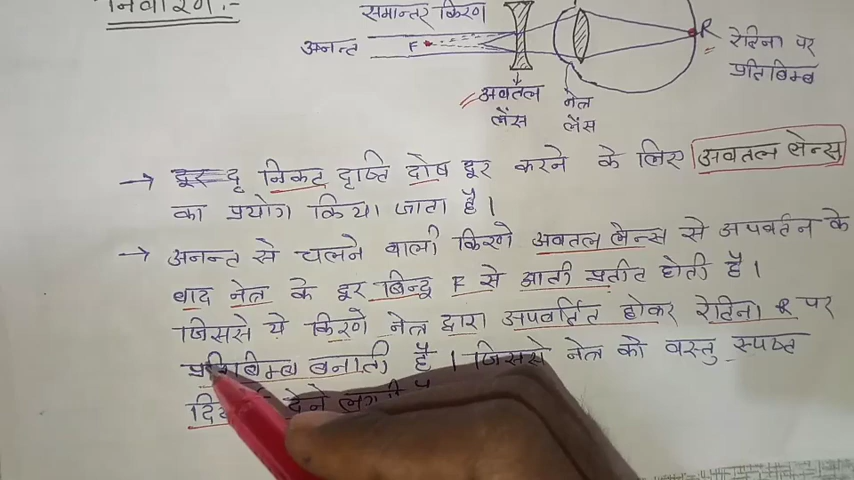 निवारण :-
समान्तर किरण
अनन्त F R रेटिना पर
प्रतिबिम्ब
अवतल
लेंस
नेत्र
लेंस
→ निकट दृष्टि दोष दूर करने के लिए अवतल लेन्स
का प्रयोग किया जाता है।
→ अनन्त से चलने वाली किरणे अवतल लेन्स से अपवर्तन के
बाद नेत्र के दूर बिन्दू F से आती प्रतीत होती है।
जिससे ये किरणे नेत्र द्वारा अपवर्तित होकर रेटिना R पर
प्रतिबिम्ब बनाती है। जिससे नेत्र को वस्तु स्पष्ट
देने लगती